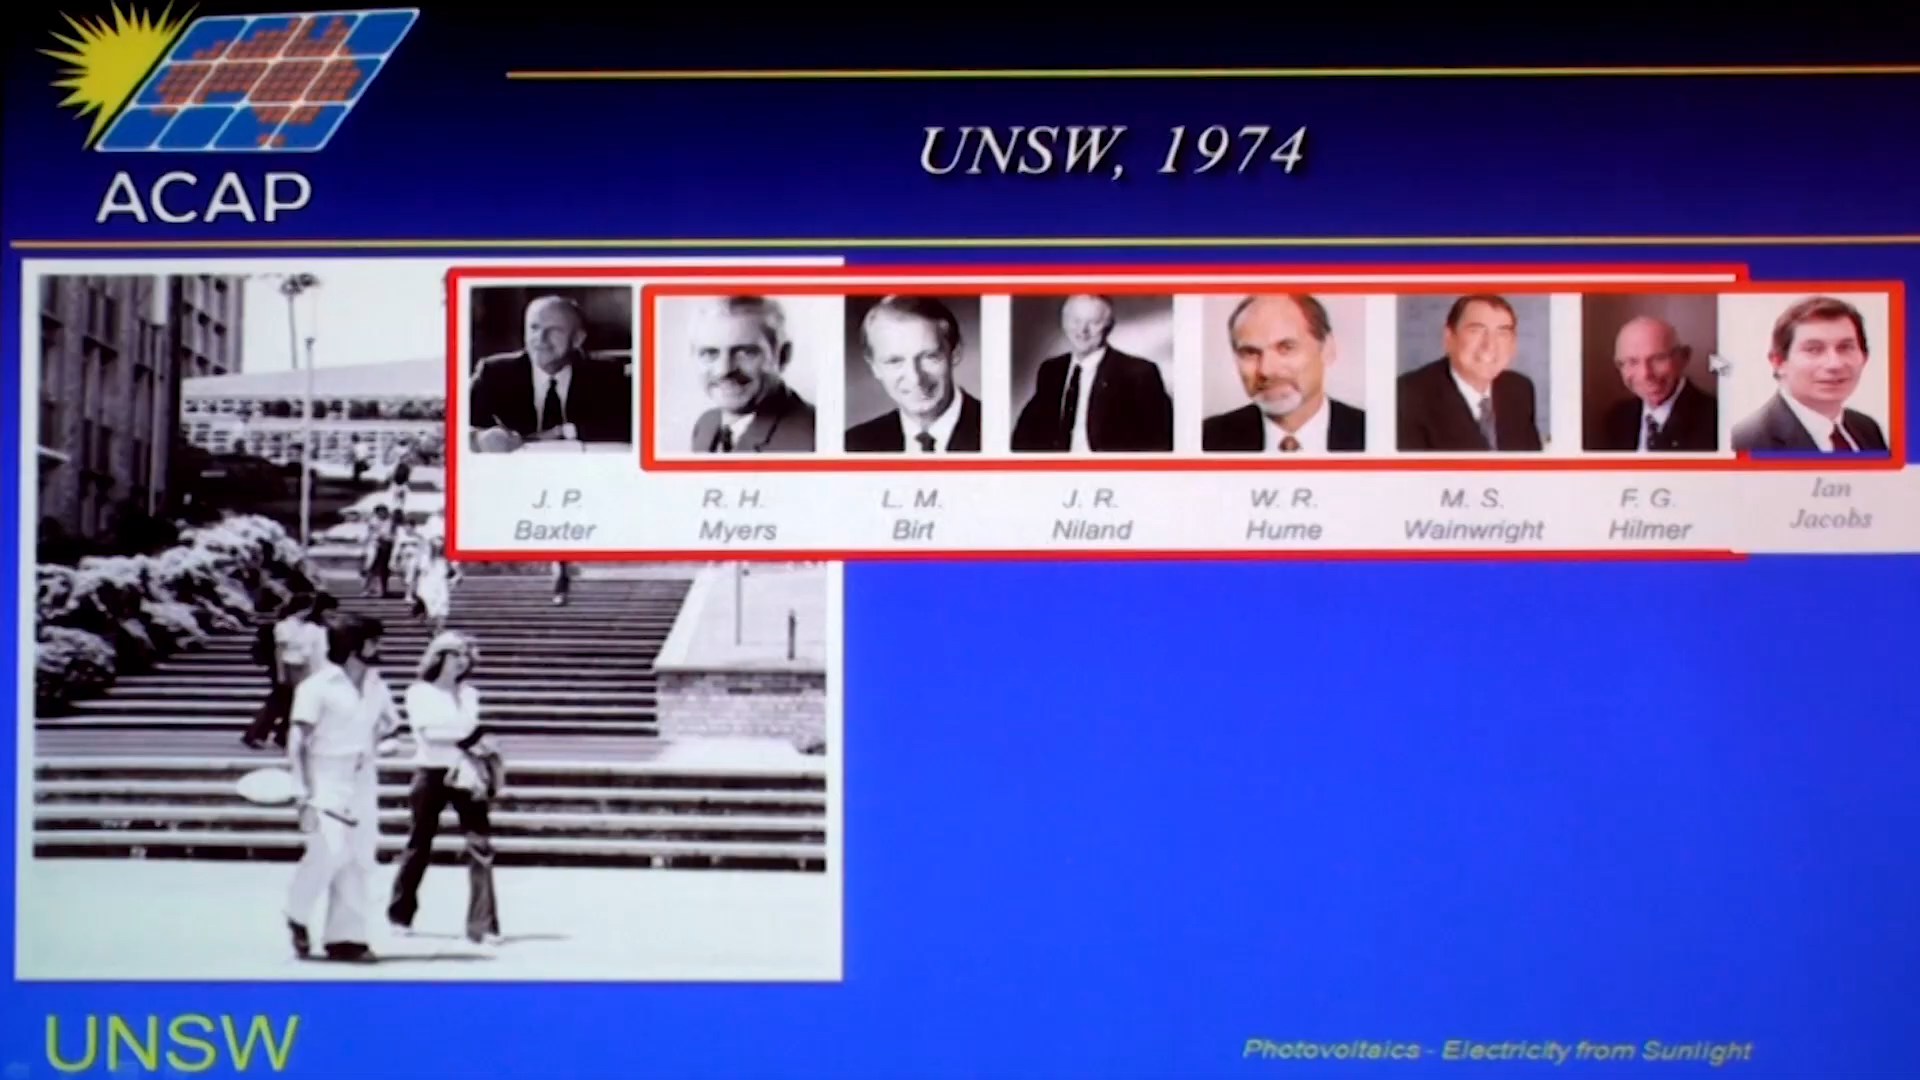 ACAP
UNSW, 1974
J. P.
Baxter
R. H.
Myers
L. M.
Birt
J. R.
Niland
W. R.
Hume
M. S.
Wainwright
F. G.
Hilmer
Ian
Jacobs
UNSW
Photovoltaics - Electricity from Sunlight